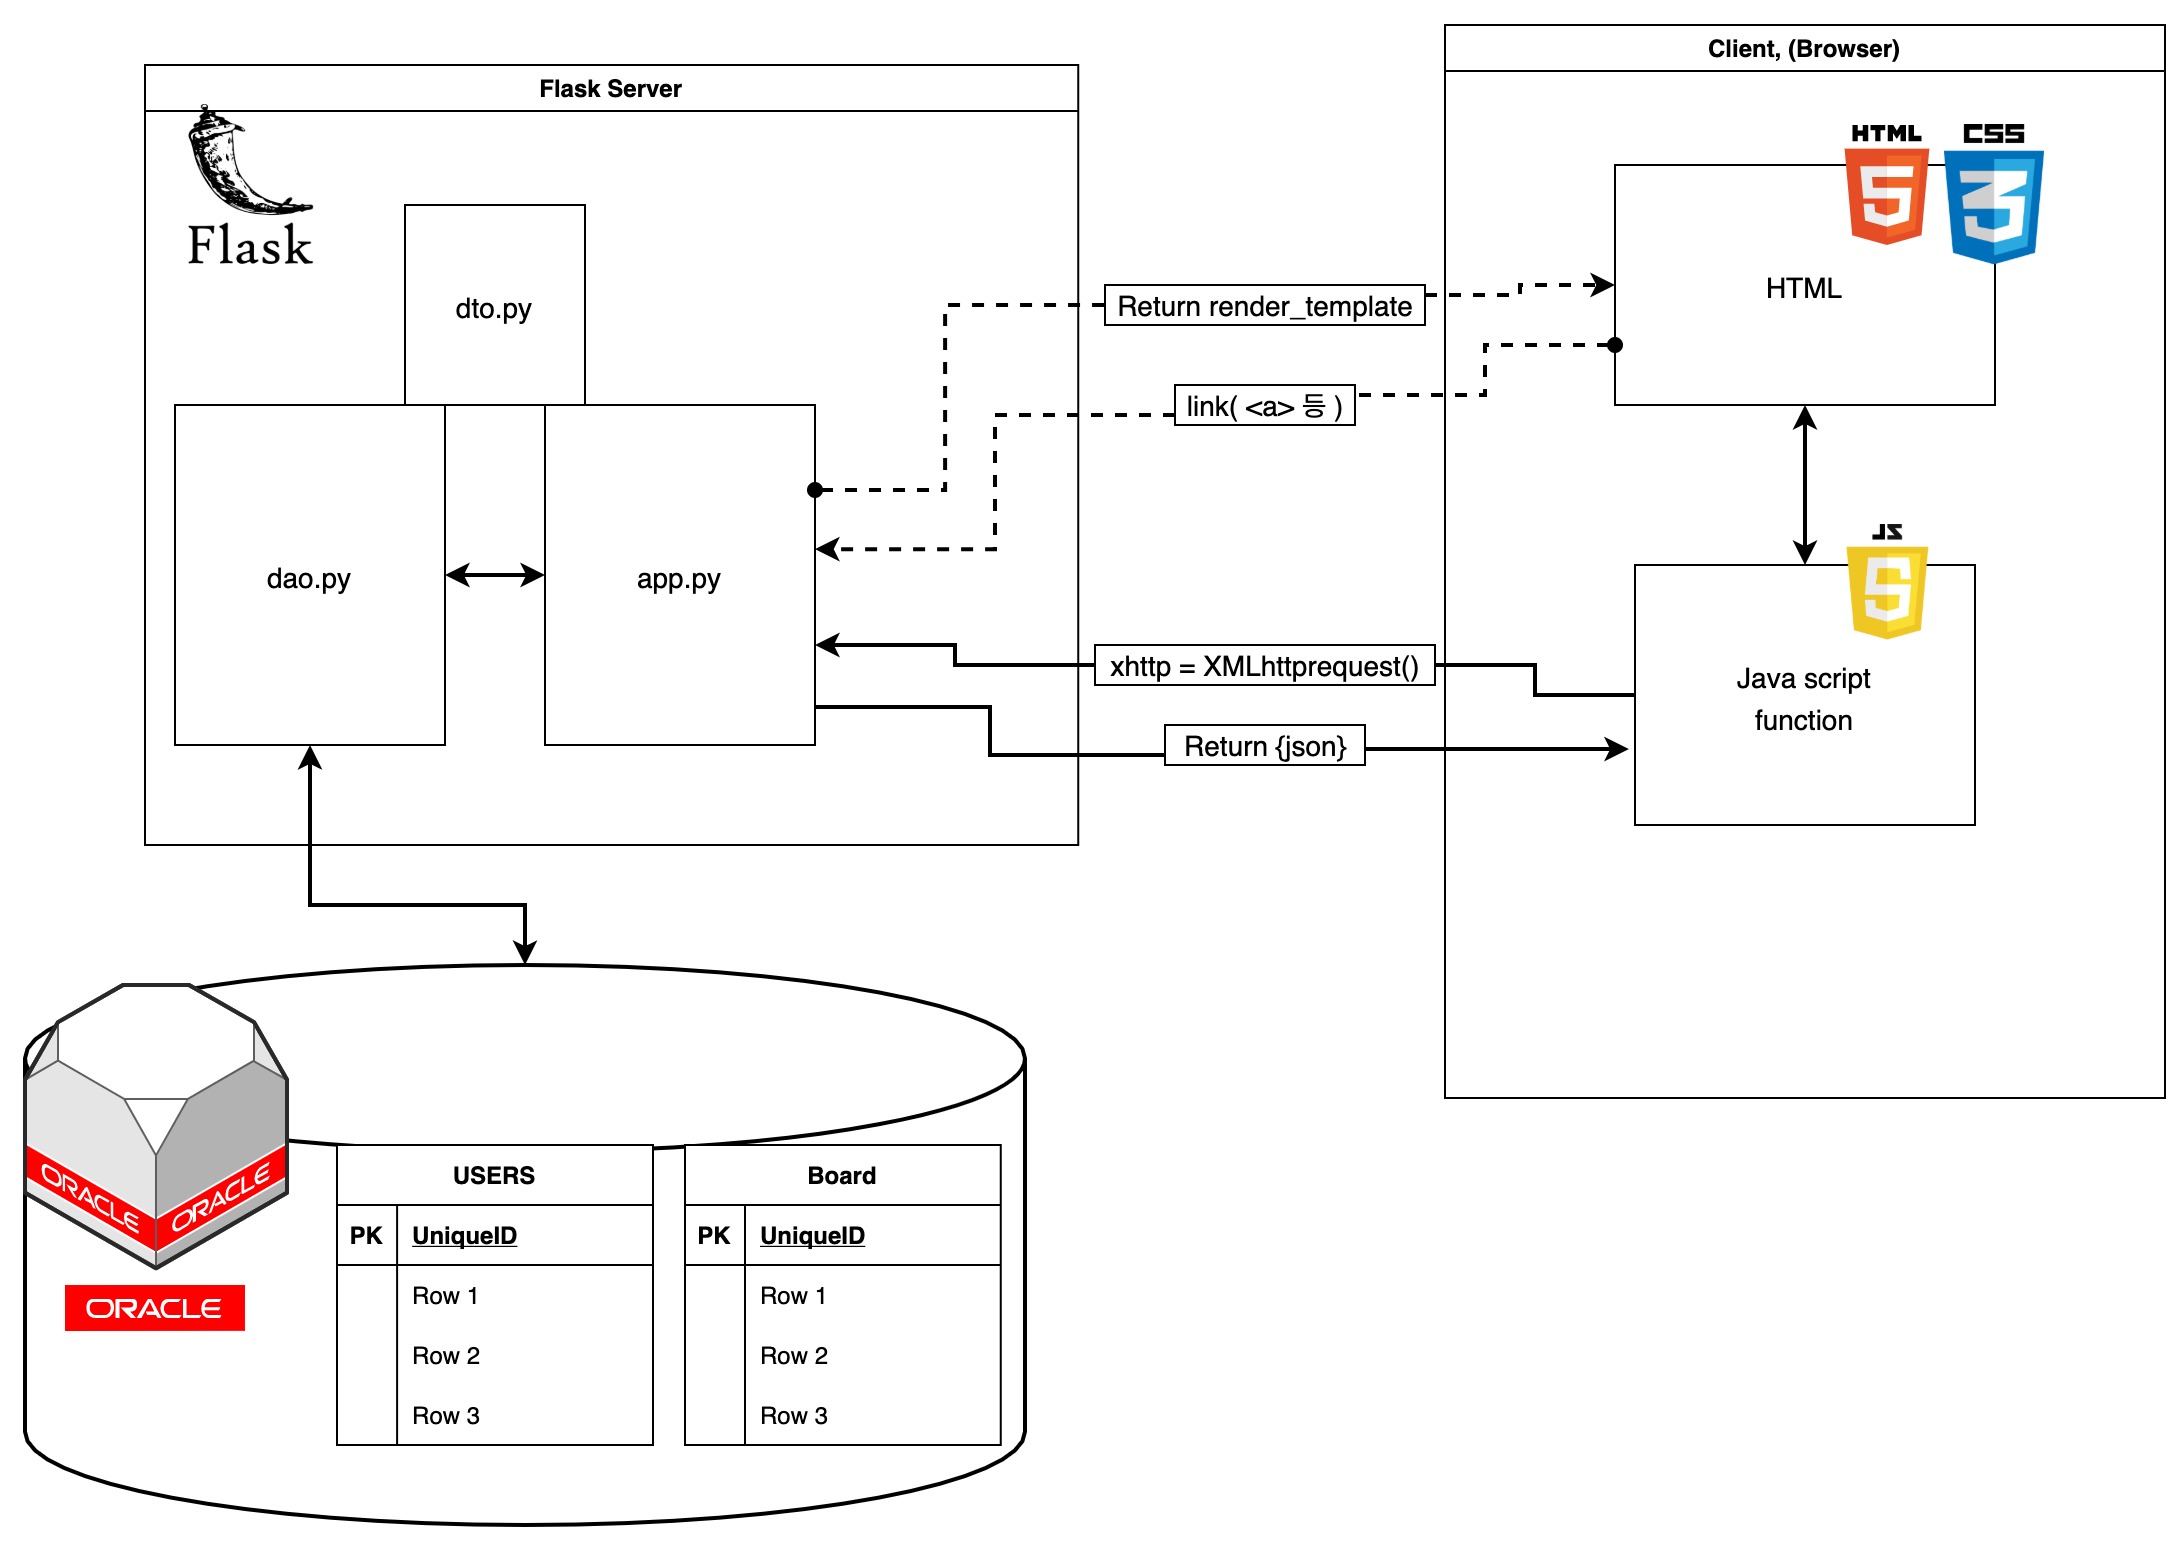 Flask Server
Flask
dto.py
dao.py
app.py
Client, (Browser)
HTML
CSS
HTML
Return render_template
link( <a> 등 )
JS
Java script
function
xhttp = XMLhttprequest()
Return {json}
ORACLE
ORACLE
ORACLE
USERS
PK UniqueID
Row 1
Row 2
Row 3
Board
PK UniqueID
Row 1
Row 2
Row 3